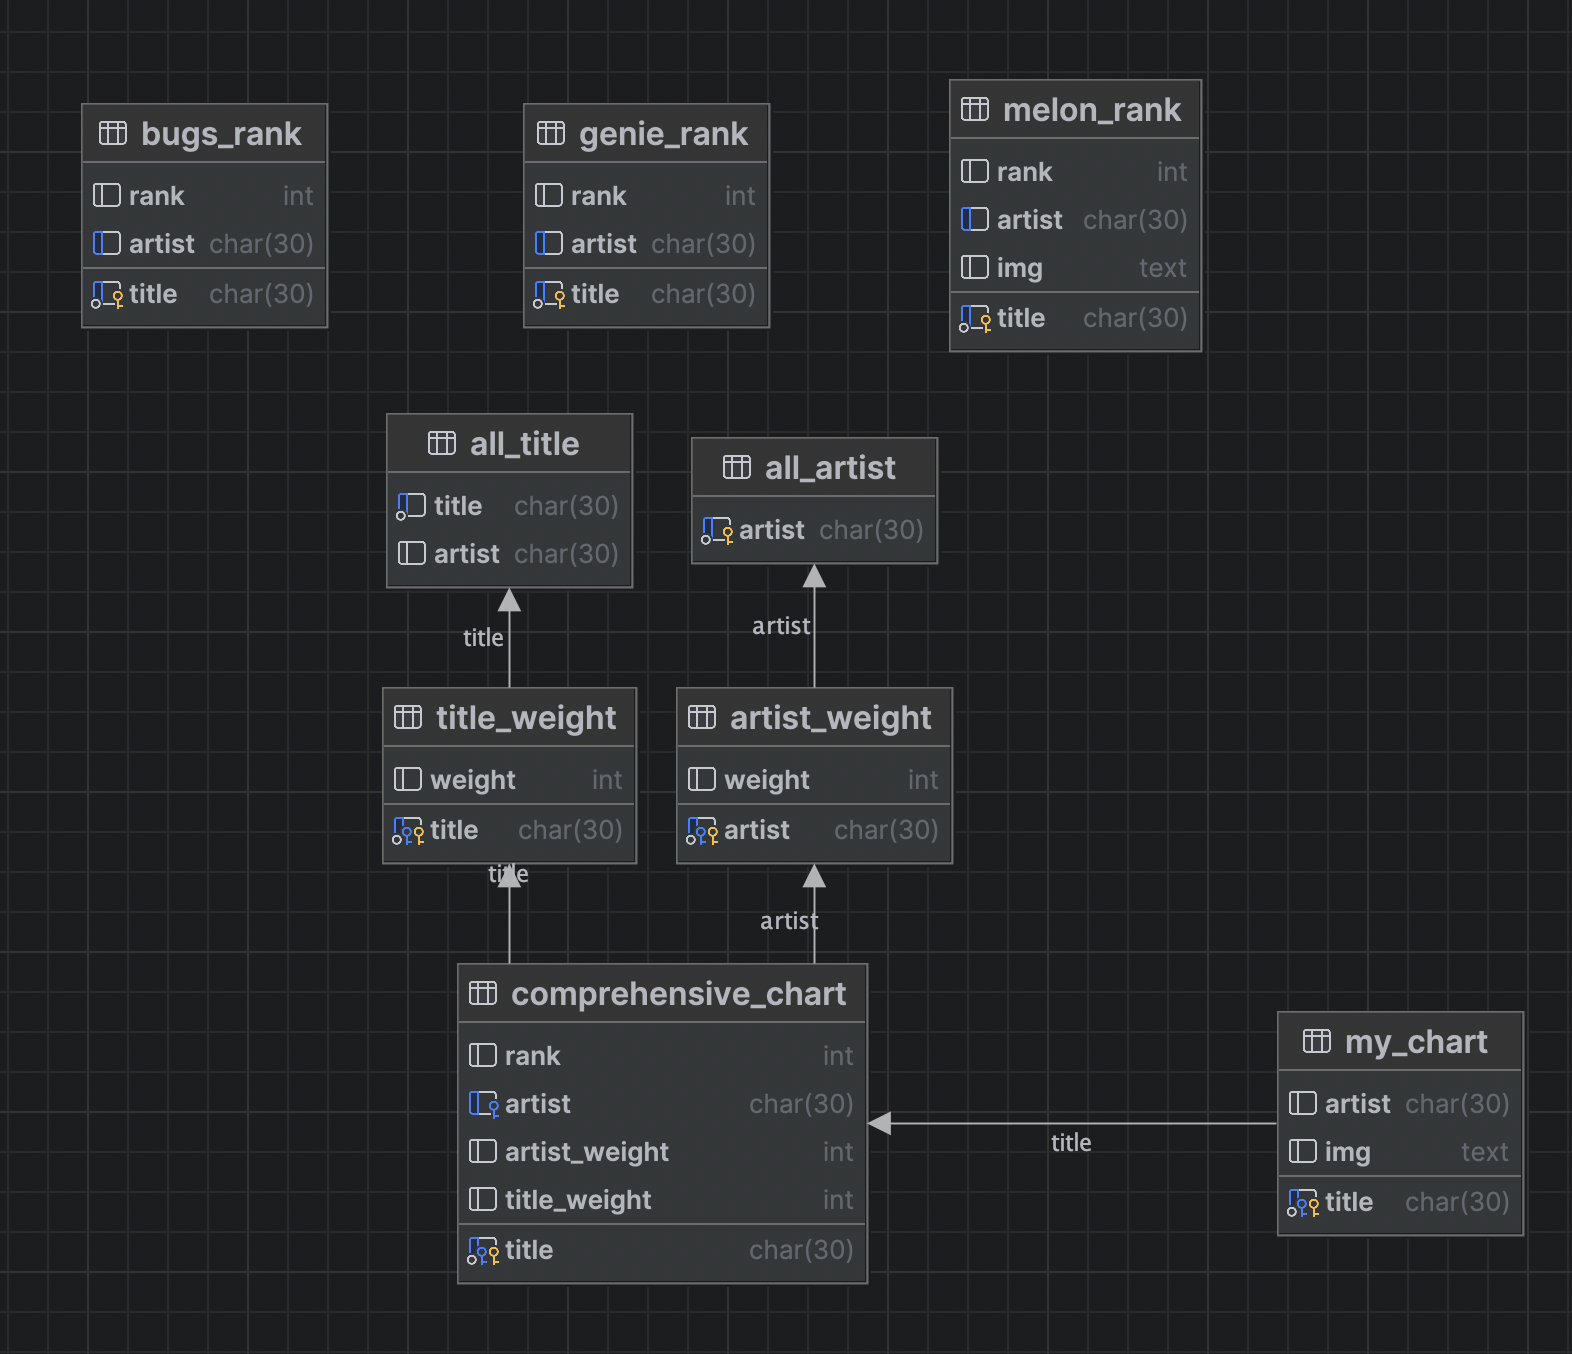 bugs_rank
rank int
artist char(30)
title char(30)
genie_rank
rank int
artist char(30)
title char(30)
melon_rank
rank int
artist char(30)
img text
title char(30)
all_title
title char(30)
artist char(30)
all_artist
artist char(30)
title
artist
title_weight
weight int
title char(30)
artist_weight
weight int
artist char(30)
title
artist
comprehensive_chart
rank int
artist char(30)
artist_weight int
title_weight int
title char(30)
title
my_chart
artist char(30)
img text
title char(30)